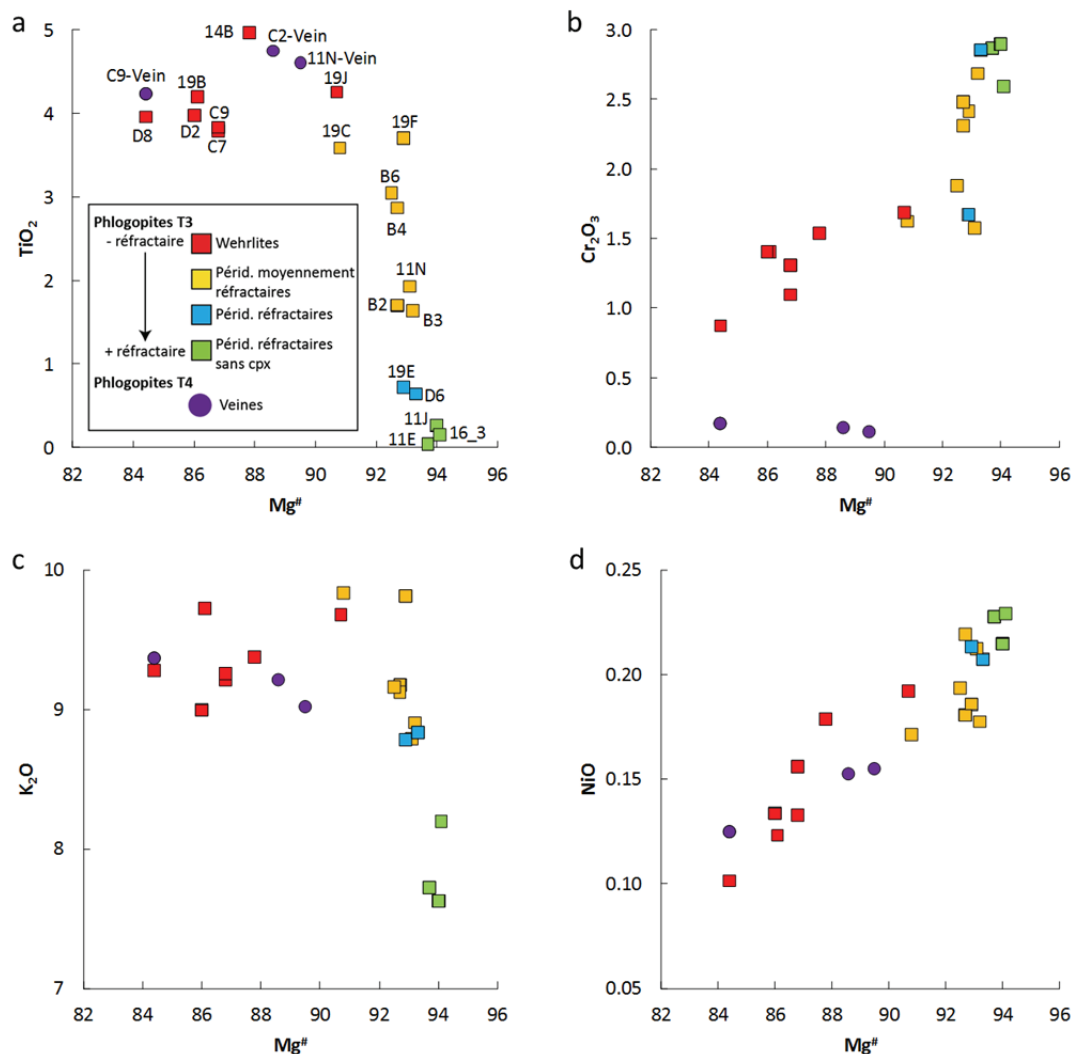 a
TiO2
5
4
3
2
1
0
14B
C2-Vein
11N-Vein
C9-Vein
19B
19J
D8
D2
C9
C7
19C
19F
B6
B4
11N
B2
B3
19E
D6
11J
16_3
11E
Phlogopites T3
- réfractaire
Wehrlites
Périd. moyennement
réfractaires
Périd. réfractaires
+ réfractaire
Périd. réfractaires
sans cpx
Phlogopites T4
Veines
82 84 86 88 90 92 94 96
Mg#
b
Cr2O3
3.0
2.5
2.0
1.5
1.0
0.5
0.0
82 84 86 88 90 92 94 96
Mg#
c
K2O
10
9
8
7
82 84 86 88 90 92 94 96
Mg#
d
NiO
0.25
0.20
0.15
0.10
0.05
82 84 86 88 90 92 94 96
Mg#